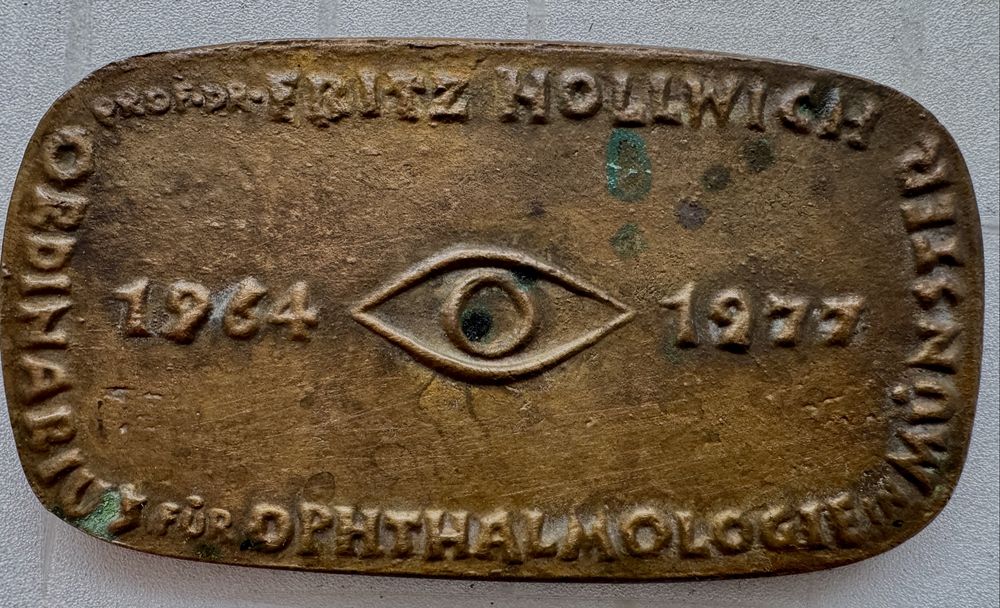 PROF. DR. FRITZ HOLLWICH
1964 1977
ORDINARIUS FÜR OPHTHALMOLOGIE IN MÜNSTER